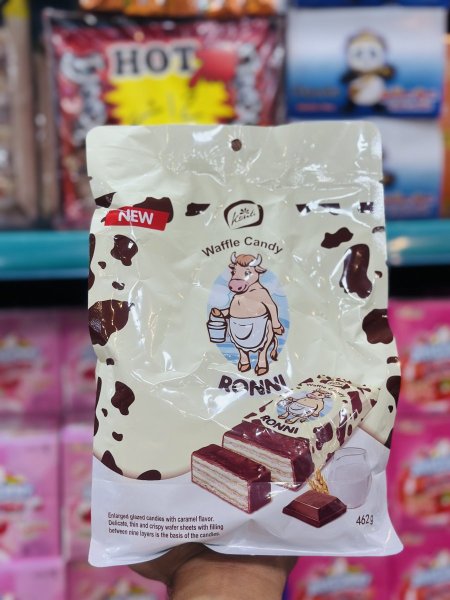 HOT
NEW
Waffle Candy
RONNI
RONNI
Enlarged glazed candies with caramel flavor.
Delicate, thin and crispy wafer sheets with filling
between nine layers is the basis of the candies.
462g